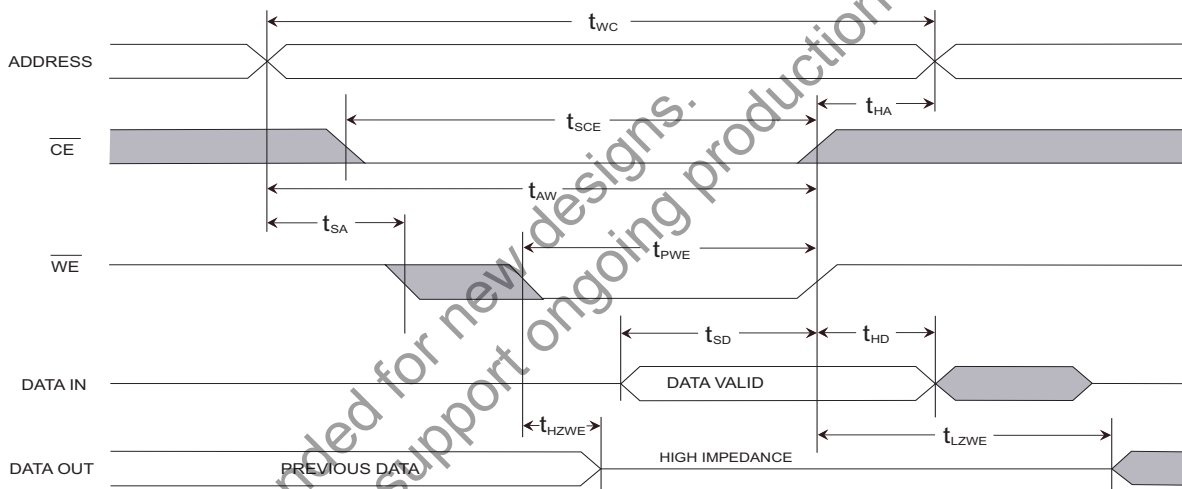 tWC
ADDRESS
tHA
tSCE
CE
tAW
tSA
tPWE
WE
tSD
tHD
DATA IN
DATA VALID
tHZWE
tLZWE
DATA OUT
PREVIOUS DATA
HIGH IMPEDANCE
for new designs.
support ongoing production